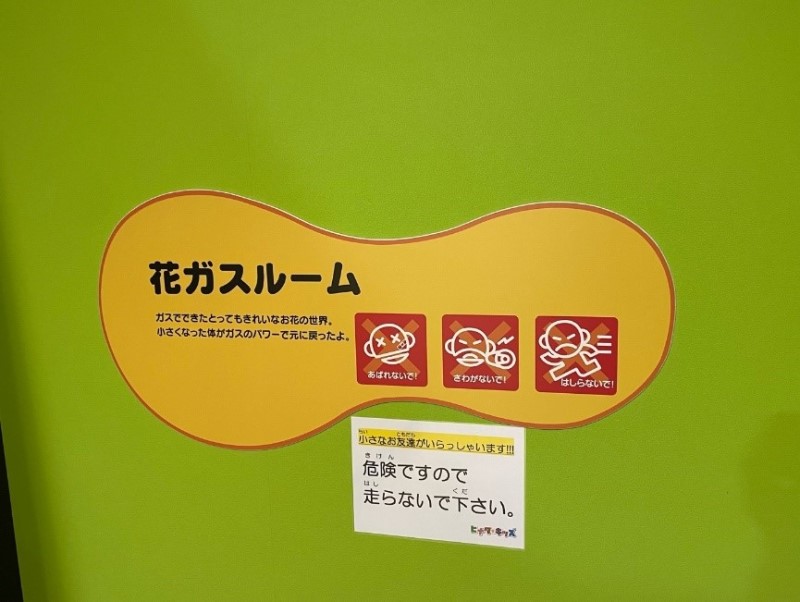 花ガスルーム
ガスでできたとってもきれいなお花の世界。
小さくなった体がガスのパワーで元に戻ったよ。
あばれないで!
さわがないで!
はしらないで!
小さなお友達がいらっしゃいます!!!
危険ですので
走らないで下さい。